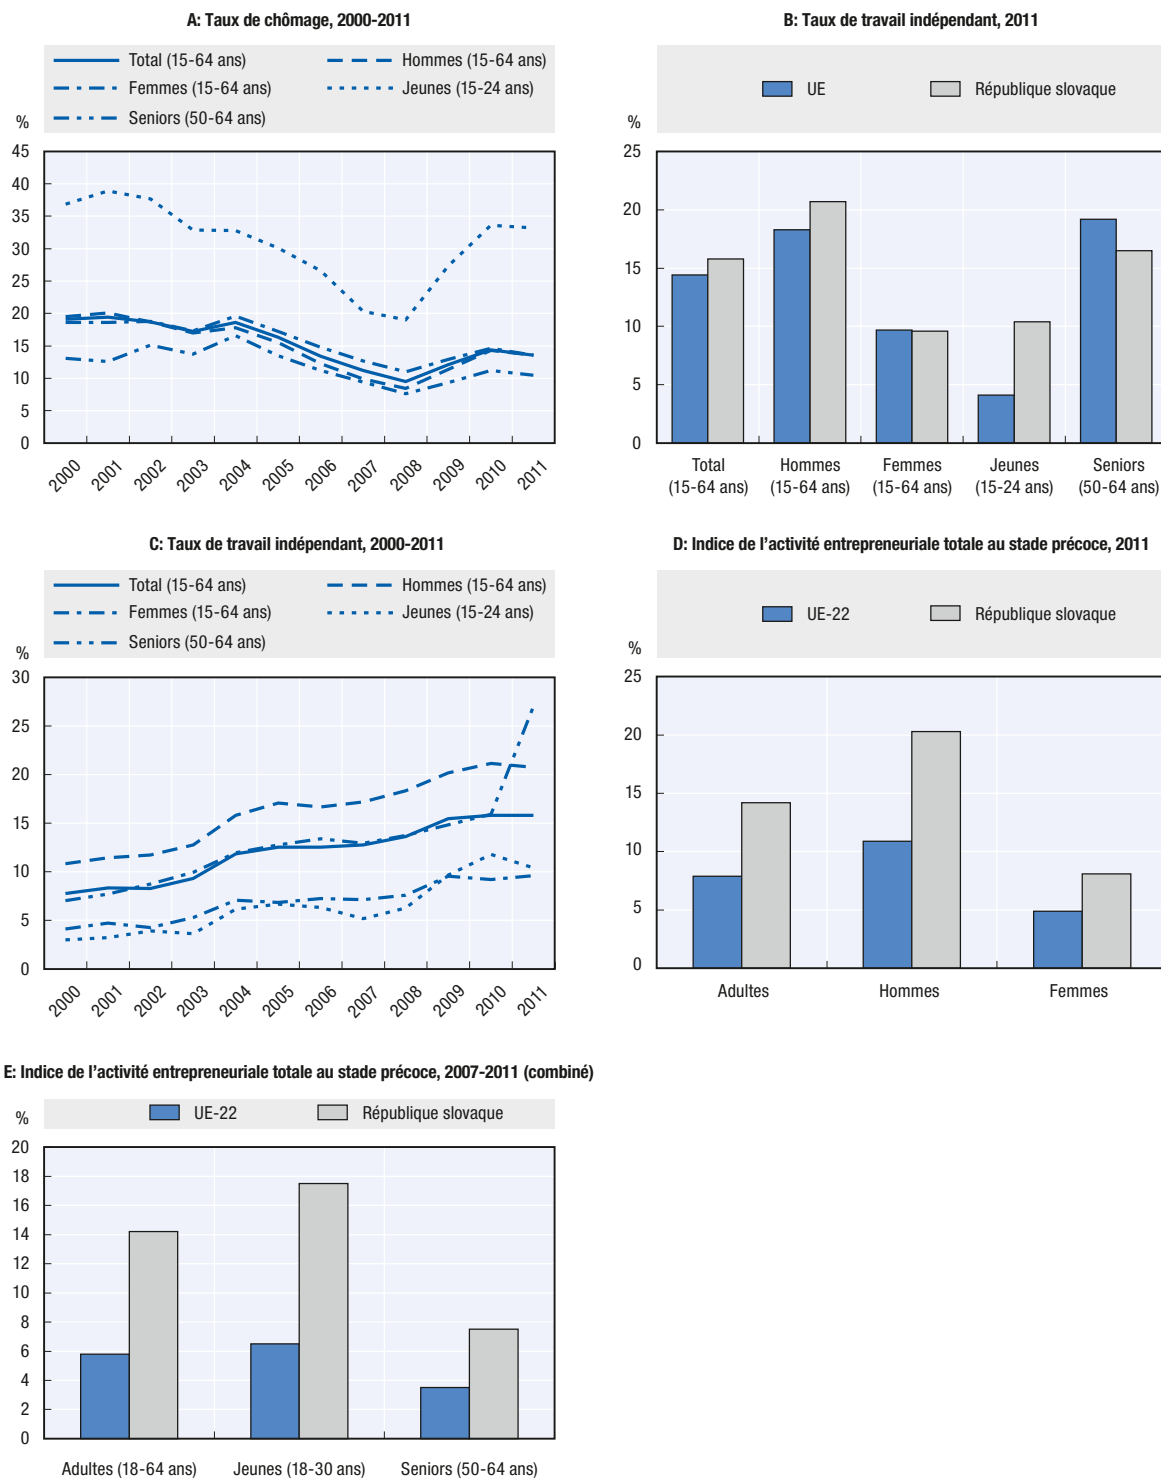 A: Taux de chômage, 2000-2011
Total (15-64 ans)
Hommes (15-64 ans)
Femmes (15-64 ans)
Jeunes (15-24 ans)
Seniors (50-64 ans)
%
45
40
35
30
25
20
15
10
5
0
2000
2001
2002
2003
2004
2005
2006
2007
2008
2009
2010
2011
B: Taux de travail indépendant, 2011
UE
République slovaque
%
25
20
15
10
5
0
Total
(15-64 ans)
Hommes
(15-64 ans)
Femmes
(15-64 ans)
Jeunes
(15-24 ans)
Seniors
(50-64 ans)
C: Taux de travail indépendant, 2000-2011
Total (15-64 ans)
Hommes (15-64 ans)
Femmes (15-64 ans)
Jeunes (15-24 ans)
Seniors (50-64 ans)
%
30
25
20
15
10
5
0
2000
2001
2002
2003
2004
2005
2006
2007
2008
2009
2010
2011
D: Indice de l’activité entrepreneuriale totale au stade précoce, 2011
UE-22
République slovaque
%
25
20
15
10
5
0
Adultes
Hommes
Femmes
E: Indice de l’activité entrepreneuriale totale au stade précoce, 2007-2011 (combiné)
UE-22
République slovaque
%
20
18
16
14
12
10
8
6
4
2
0
Adultes (18-64 ans)
Jeunes (18-30 ans)
Seniors (50-64 ans)